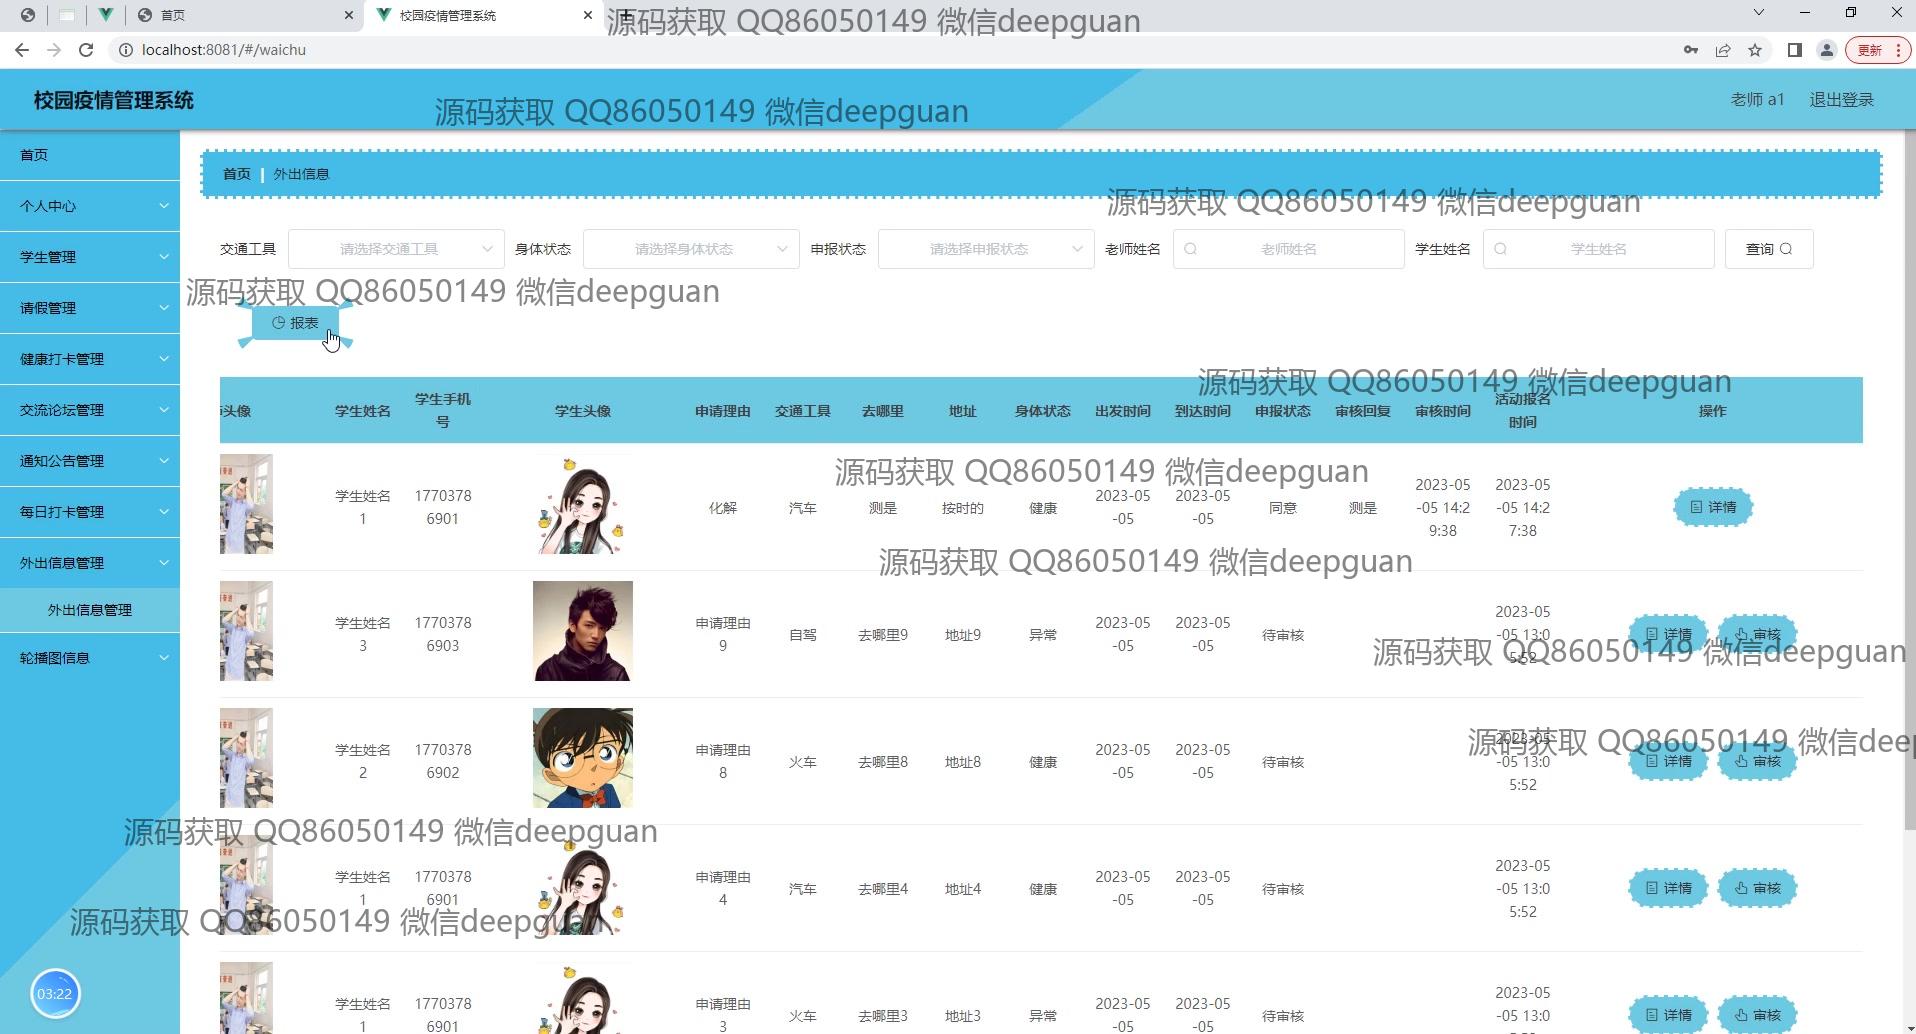 首页
校园疫情管理系统
源码获取 QQ86050149 微信deepguan
localhost:8081/#/waichu
更新
校园疫情管理系统
源码获取 QQ86050149 微信deepguan
老师 a1
退出登录
首页
个人中心
学生管理
请假管理
健康打卡管理
交流论坛管理
通知公告管理
每日打卡管理
外出信息管理
外出信息管理
轮播图信息
03:22
首页 外出信息
源码获取 QQ86050149 微信deepguan
交通工具 请选择交通工具 身体状态 请选择身体状态 申报状态 请选择申报状态 老师姓名 老师姓名 学生姓名 学生姓名 查询
源码获取 QQ86050149 微信deepguan
报表
源码获取 QQ86050149 微信deepguan
头像 学生姓名 学生手机号 学生头像 申请理由 交通工具 去哪里 地址 身体状态 出发时间 到达时间 申报状态 审核回复 审核时间 活动报名时间 操作
源码获取 QQ86050149 微信deepguan
学生姓名1 17703786901 化解 汽车 测是 按时的 健康 2023-05-05 2023-05-05 同意 测是 2023-05-05 14:29:38 2023-05-05 14:27:38 详情
源码获取 QQ86050149 微信deepguan
学生姓名3 17703786903 申请理由9 自驾 去哪里9 地址9 异常 2023-05-05 2023-05-05 待审核 2023-05-05 13:05:52 详情 审核
源码获取 QQ86050149 微信deepguan
学生姓名2 17703786902 申请理由8 火车 去哪里8 地址8 健康 2023-05-05 2023-05-05 待审核 2023-05-05 13:05:52 详情 审核
源码获取 QQ86050149 微信deep
源码获取 QQ86050149 微信deepguan
学生姓名1 17703786901 申请理由4 汽车 去哪里4 地址4 健康 2023-05-05 2023-05-05 待审核 2023-05-05 13:05:52 详情 审核
源码获取 QQ86050149 微信deepguan
学生姓名1 17703786901 申请理由3 火车 去哪里3 地址3 异常 2023-05-05 2023-05-05 待审核 2023-05-05 13:0 详情 审核